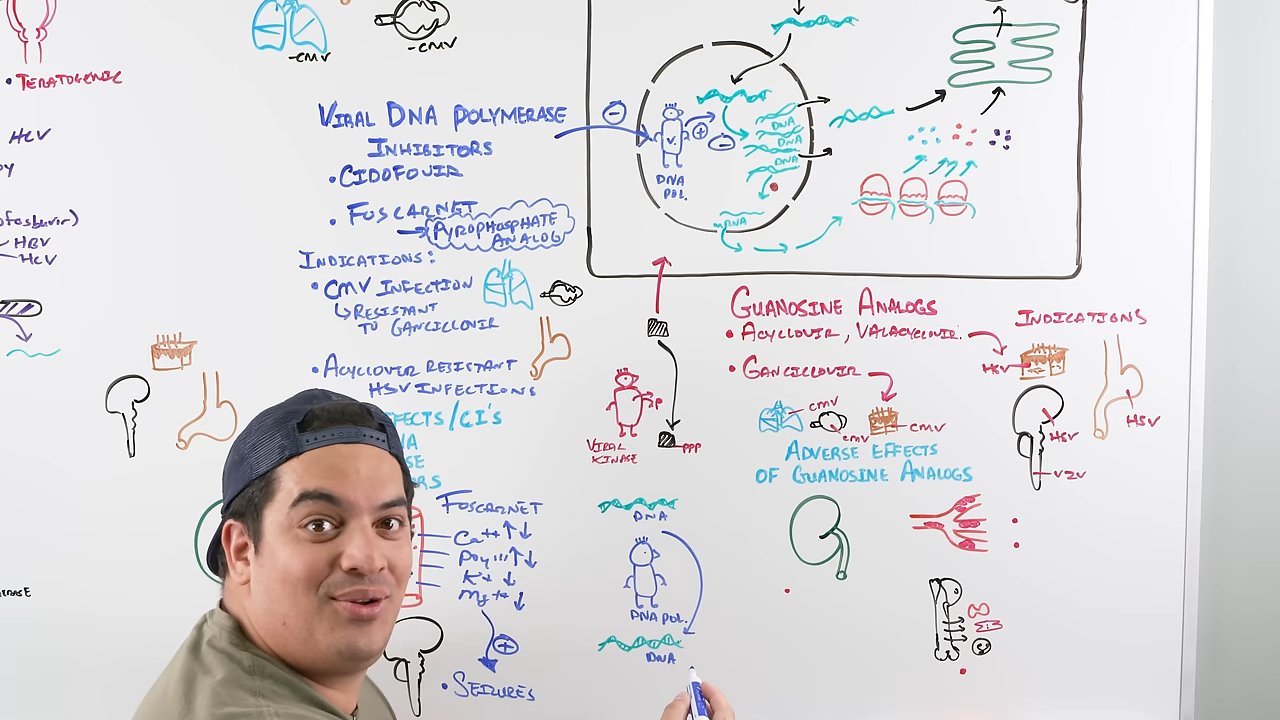 -CMV
-CMV
• TERATOGENIC
HCV
HBV
HCV
VIRAL DNA POLYMERASE
INHIBITORS
• CIDOFOVIR
• FOSCARNET
→ PYROPHOSPHATE
ANALOG
INDICATIONS:
• CMV INFECTION
↳ RESISTANT
TO GANCICLOVIR
• ACYCLOVIR RESISTANT
HSV INFECTIONS
EFFECTS/CI'S
FOSCARNET
Ca++ ↑↓
PO4--- ↑↓
K+ ↓
Mg++ ↓
+
• SEIZURES
-
V.
+
-
DNA
POL.
DNA
DNA
DNA
mRNA
P
VIRAL
KINASE
PPP
DNA
DNA POL.
DNA
GUANOSINE ANALOGS
• ACYCLOVIR, VALACYCLOVIR.
• GANCICLOVIR
CMV
CMV
CMV
ADVERSE EFFECTS
OF GUANOSINE ANALOGS
INDICATIONS
HSV
HSV
HSV
VZV